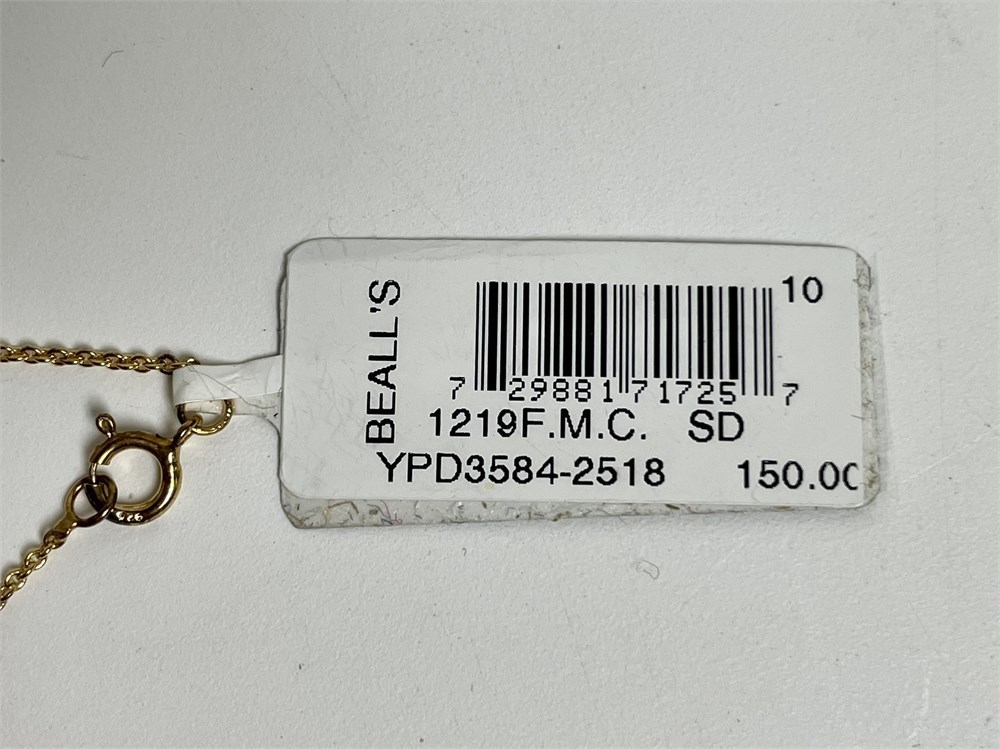 BEALL'S
10
7 29881 71725 7
1219F.M.C. SD
YPD3584-2518 150.00